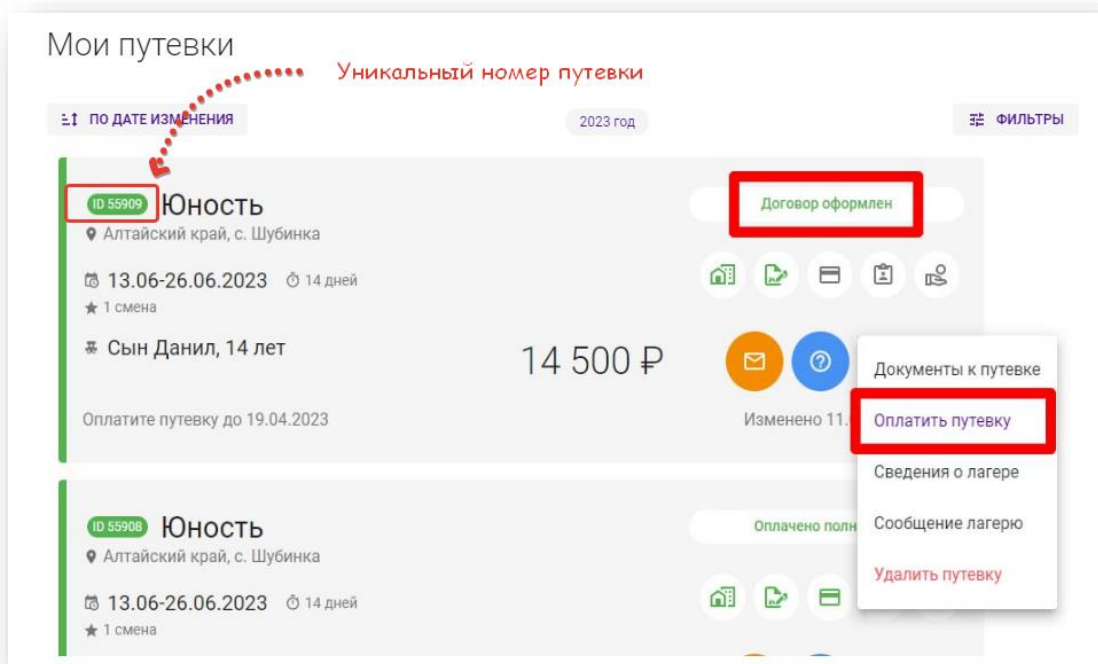 Мои путевки
Уникальный номер путевки
ПО ДАТЕ ИЗМЕНЕНИЯ
2023 год
ФИЛЬТРЫ
ID 55909 Юность
Договор оформлен
Алтайский край, с. Шубинка
13.06-26.06.2023 14 дней
1 смена
Сын Данил, 14 лет
14 500 ₽
Документы к путевке
Оплатите путевку до 19.04.2023
Изменено 11.
Оплатить путевку
Сведения о лагере
ID 55908 Юность
Оплачено полн
Сообщение лагерю
Алтайский край, с. Шубинка
Удалить путевку
13.06-26.06.2023 14 дней
1 смена